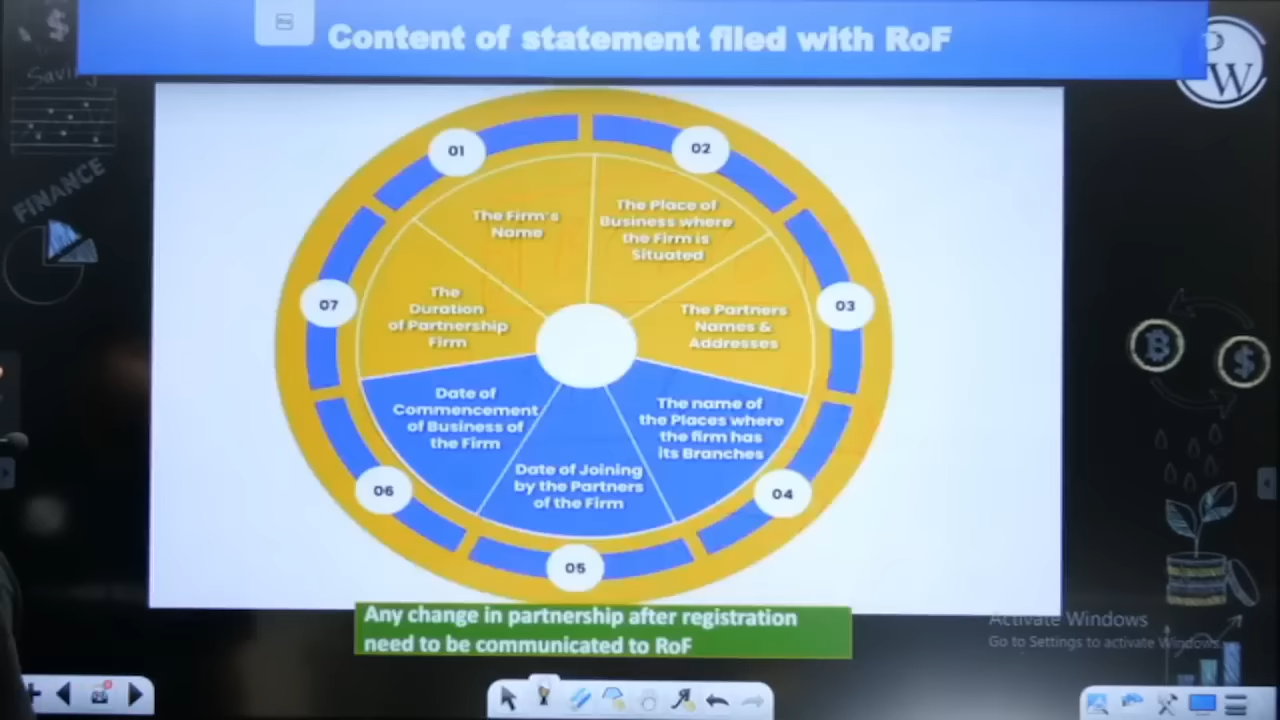 Content of statement filed with RoF
P
W
Saving
FINANCE
01
The Firm's
Name
02
The Place of
Business where
the Firm is
Situated
03
The Partners
Names &
Addresses
04
The name of
the Places where
the firm has
its Branches
05
Date of Joining
by the Partners
of the Firm
06
Date of
Commencement
of Business of
the Firm
07
The
Duration
of Partnership
Firm
Any change in partnership after registration
need to be communicated to RoF
Activate Windows
Go to Settings to activate Windows.